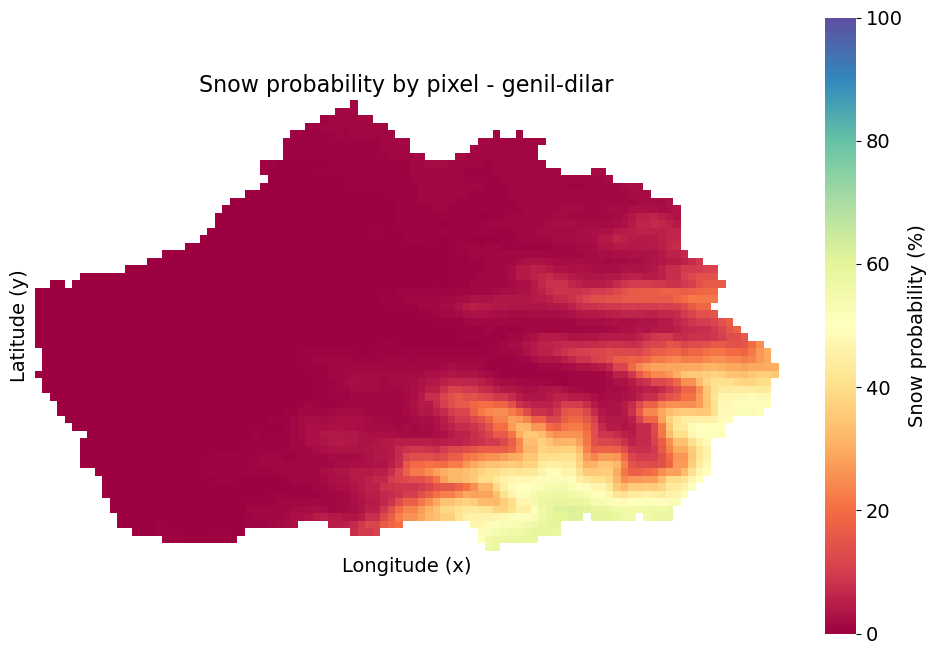 Snow probability by pixel - genil-dilar
Latitude (y)
Longitude (x)
100
80
60
40
20
0
Snow probability (%)